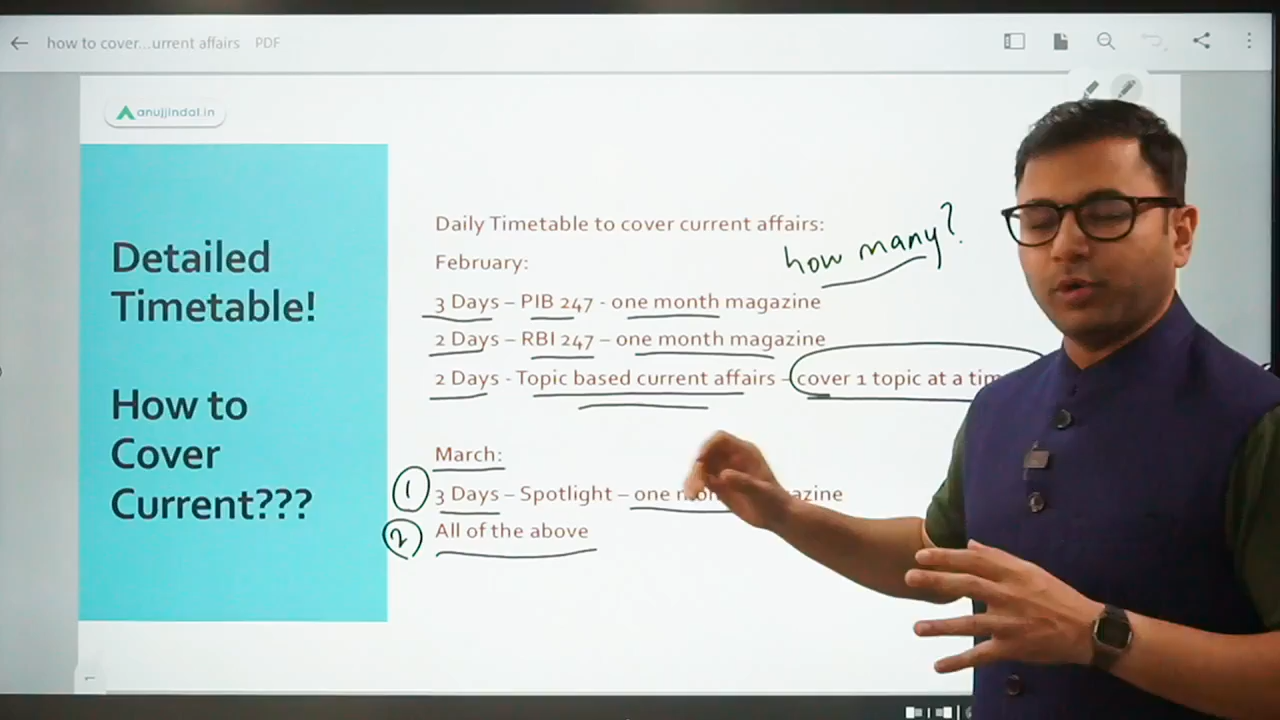 how to cover...urrent affairs PDF
anujjindal.in
Detailed
Timetable!
How to
Cover
Current???
Daily Timetable to cover current affairs:
how many?
February:
3 Days – PIB 247 - one month magazine
2 Days – RBI 247 – one month magazine
2 Days - Topic based current affairs – cover 1 topic at a
March:
1 3 Days – Spotlight – one
2 All of the above